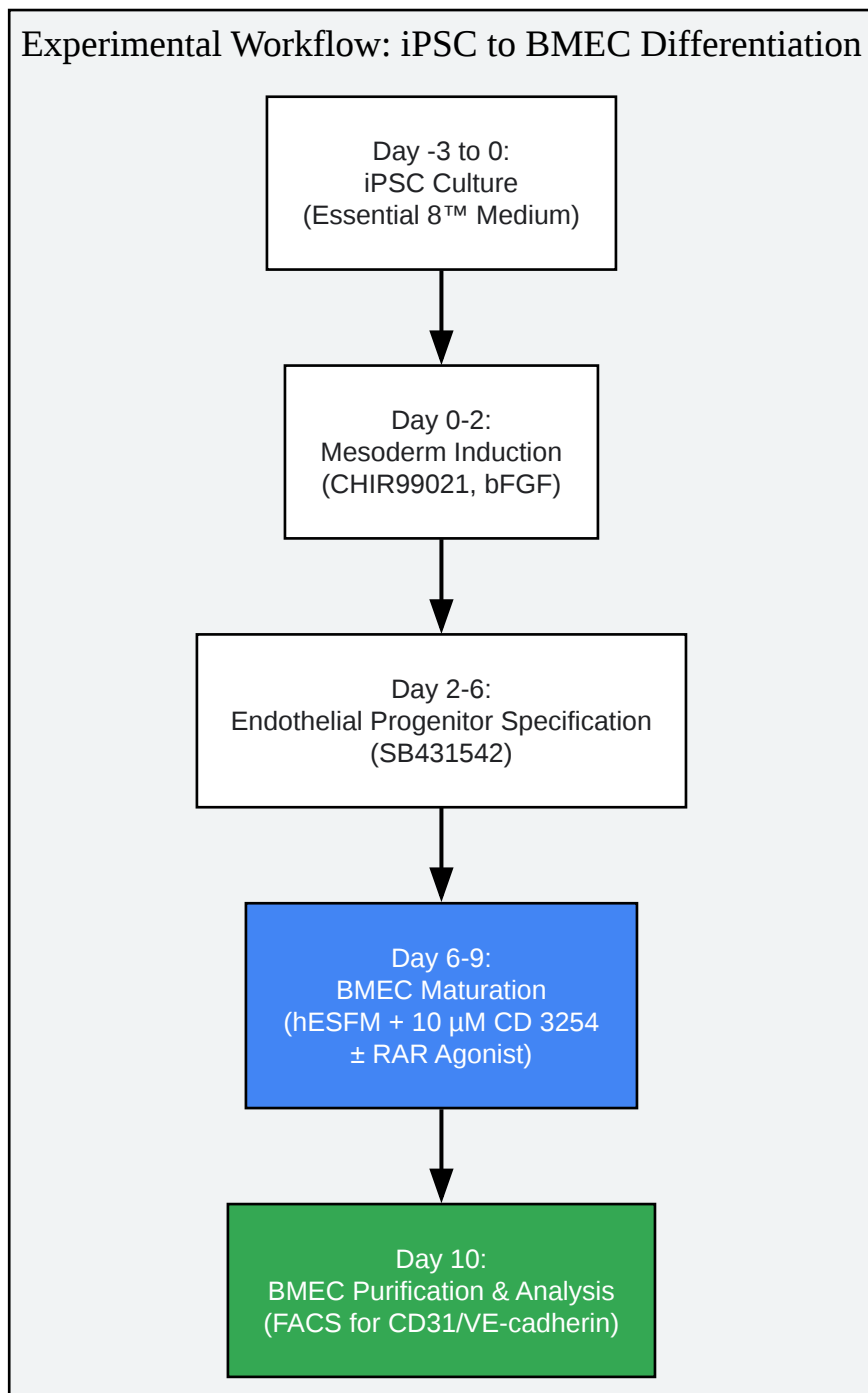 Experimental Workflow: iPSC to BMEC Differentiation
Day -3 to 0:
iPSC Culture
(Essential 8™ Medium)
Day 0-2:
Mesoderm Induction
(CHIR99021, bFGF)
Day 2-6:
Endothelial Progenitor Specification
(SB431542)
Day 6-9:
BMEC Maturation
(hESFM + 10 µM CD 3254
± RAR Agonist)
Day 10:
BMEC Purification & Analysis
(FACS for CD31/VE-cadherin)